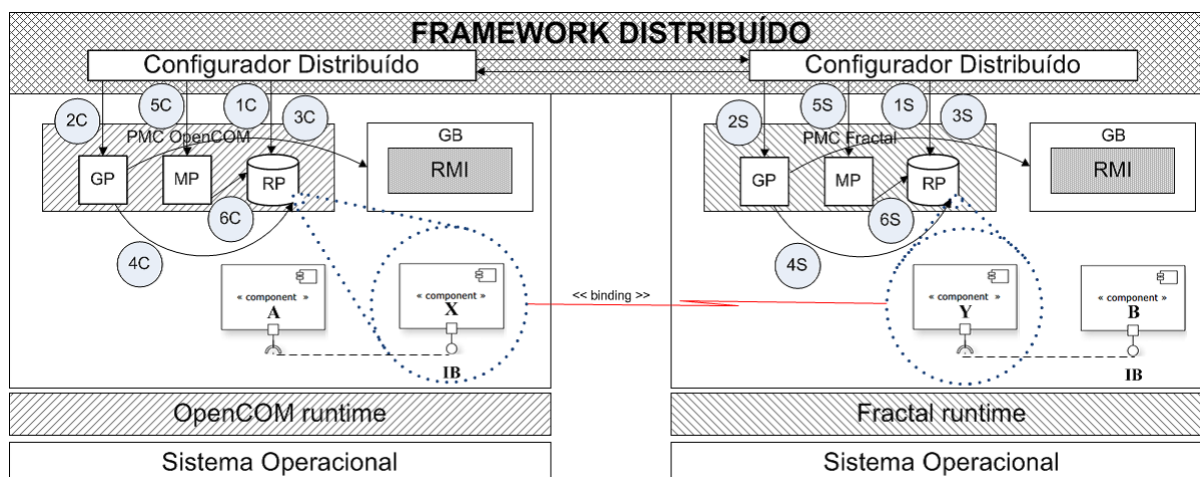 FRAMEWORK DISTRIBUÍDO
Configurador Distribuído
Configurador Distribuído
2C
5C
1C
3C
PMC OpenCOM
GP
MP
RP
6C
4C
GB
RMI
2S
5S
1S
3S
PMC Fractal
GP
MP
RP
6S
4S
GB
RMI
« component »
A
« component »
X
IB
<< binding >>
« component »
Y
« component »
B
IB
OpenCOM runtime
Fractal runtime
Sistema Operacional
Sistema Operacional